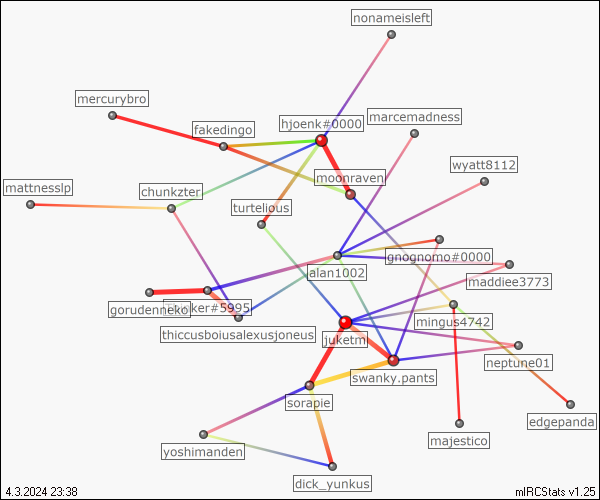 nonameisleft
mercurybro
hjoenk#0000
marcemadness
fakedingo
wyatt8112
moonraven
mattnesslp
chunkzter
turtelious
gnognomo#0000
alan1002
maddiee3773
gorudenneko
ker#5995
mingus4742
thiccusboiusalexusjoneus
juketm
neptune01
swanky.pants
sorapie
edgepanda
majestico
yoshimanden
dick_yunkus
4.3.2024 23:38
mIRCStats v1.25